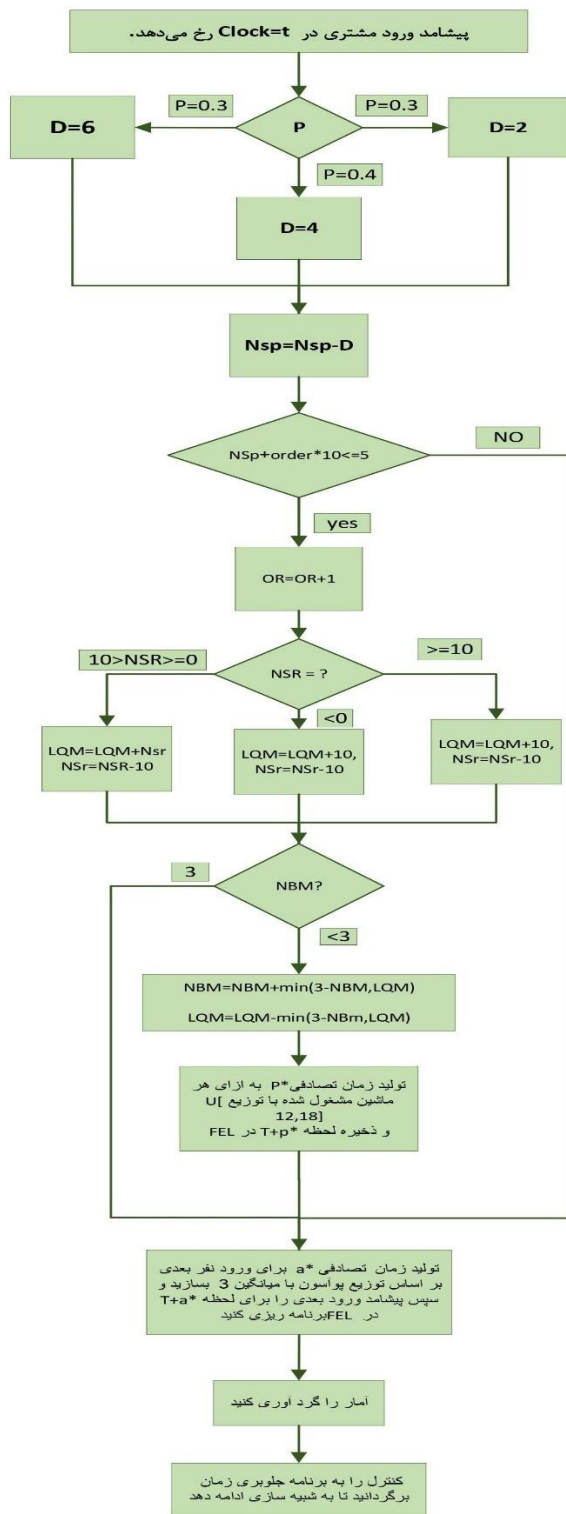 پیشامد ورود مشتری در Clock=t رخ می‌دهد.
P=0.3
P=0.3
D=6
P
D=2
P=0.4
D=4
Nsp=Nsp-D
NO
NSp+order*10<=5
yes
OR=OR+1
10>NSR>=0
NSR = ?
>=10
<0
LQM=LQM+Nsr
NSr=NSR-10
LQM=LQM+10,
NSr=NSr-10
LQM=LQM+10,
NSr=NSr-10
3
NBM?
<3
NBM=NBM+min(3-NBM,LQM)
LQM=LQM-min(3-NBm,LQM)
تولید زمان تصادفی*P به ازای هر
ماشین مشغول شده با توزیع ]U
12,18]
و ذخیره لحظه *T+p در FEL
تولید زمان تصادفی *a برای ورود نفر بعدی
بر اساس توزیع پوآسون با میانگین 3 بسازید و
سپس پیشامد ورود بعدی را برای لحظه *T+a
در FELبرنامه ریزی کنید
آمار را گرد آوری کنید
کنترل را به برنامه جلوبری زمان
برگردانید تا به شبیه سازی ادامه دهد